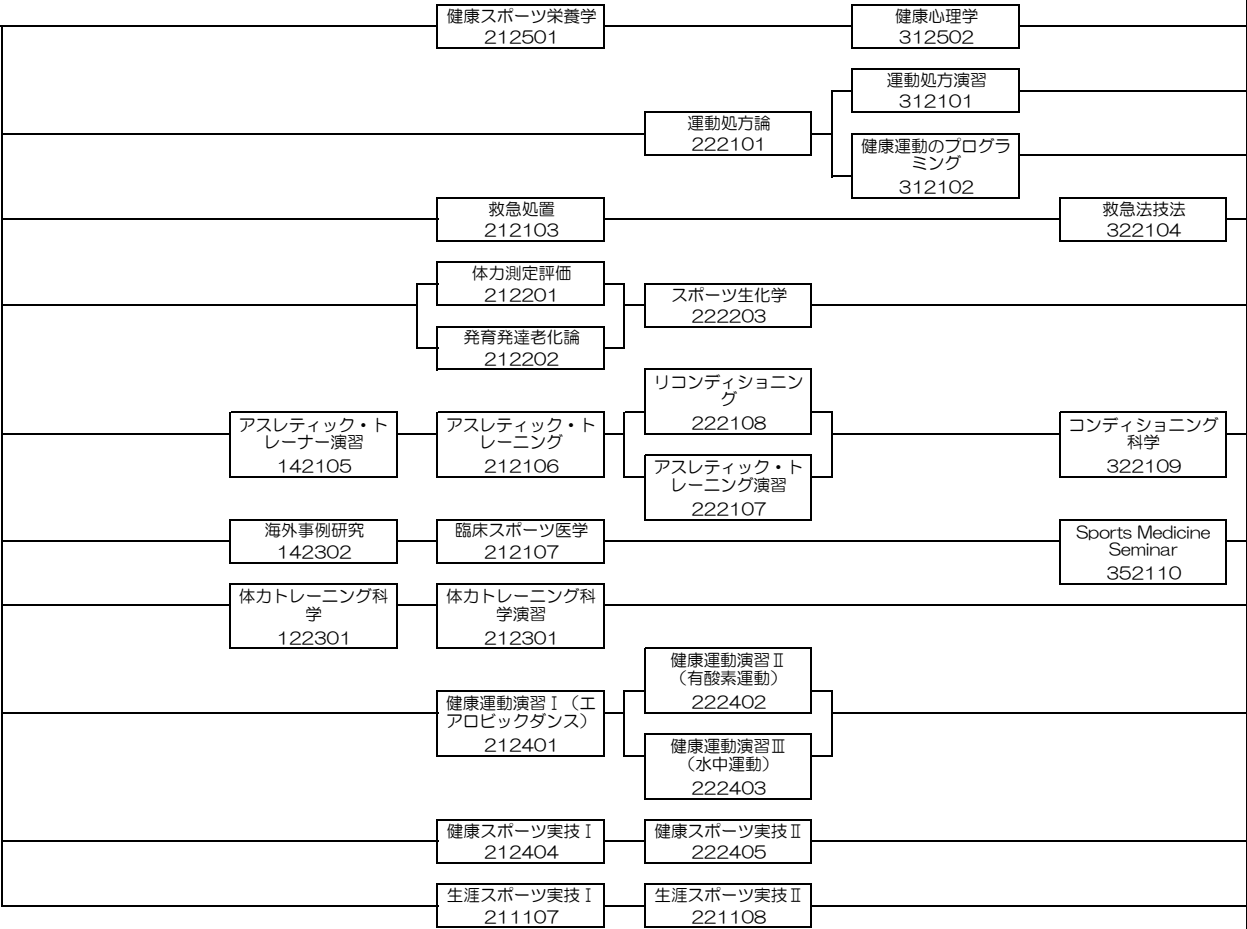 健康スポーツ栄養学
212501
健康心理学
312502
運動処方演習
312101
運動処方論
222101
健康運動のプログラ
ミング
312102
救急処置
212103
救急法技法
322104
体力測定評価
212201
スポーツ生化学
222203
発育発達老化論
212202
リコンディショニン
グ
222108
アスレティック・ト
レーナー演習
142105
アスレティック・ト
レーニング
212106
コンディショニング
科学
322109
アスレティック・ト
レーニング演習
222107
海外事例研究
142302
臨床スポーツ医学
212107
Sports Medicine
Seminar
352110
体力トレーニング科
学
122301
体力トレーニング科
学演習
212301
健康運動演習Ⅱ
（有酸素運動）
222402
健康運動演習Ⅰ（エ
アロビックダンス）
212401
健康運動演習Ⅲ
（水中運動）
222403
健康スポーツ実技Ⅰ
212404
健康スポーツ実技Ⅱ
222405
生涯スポーツ実技Ⅰ
211107
生涯スポーツ実技Ⅱ
221108